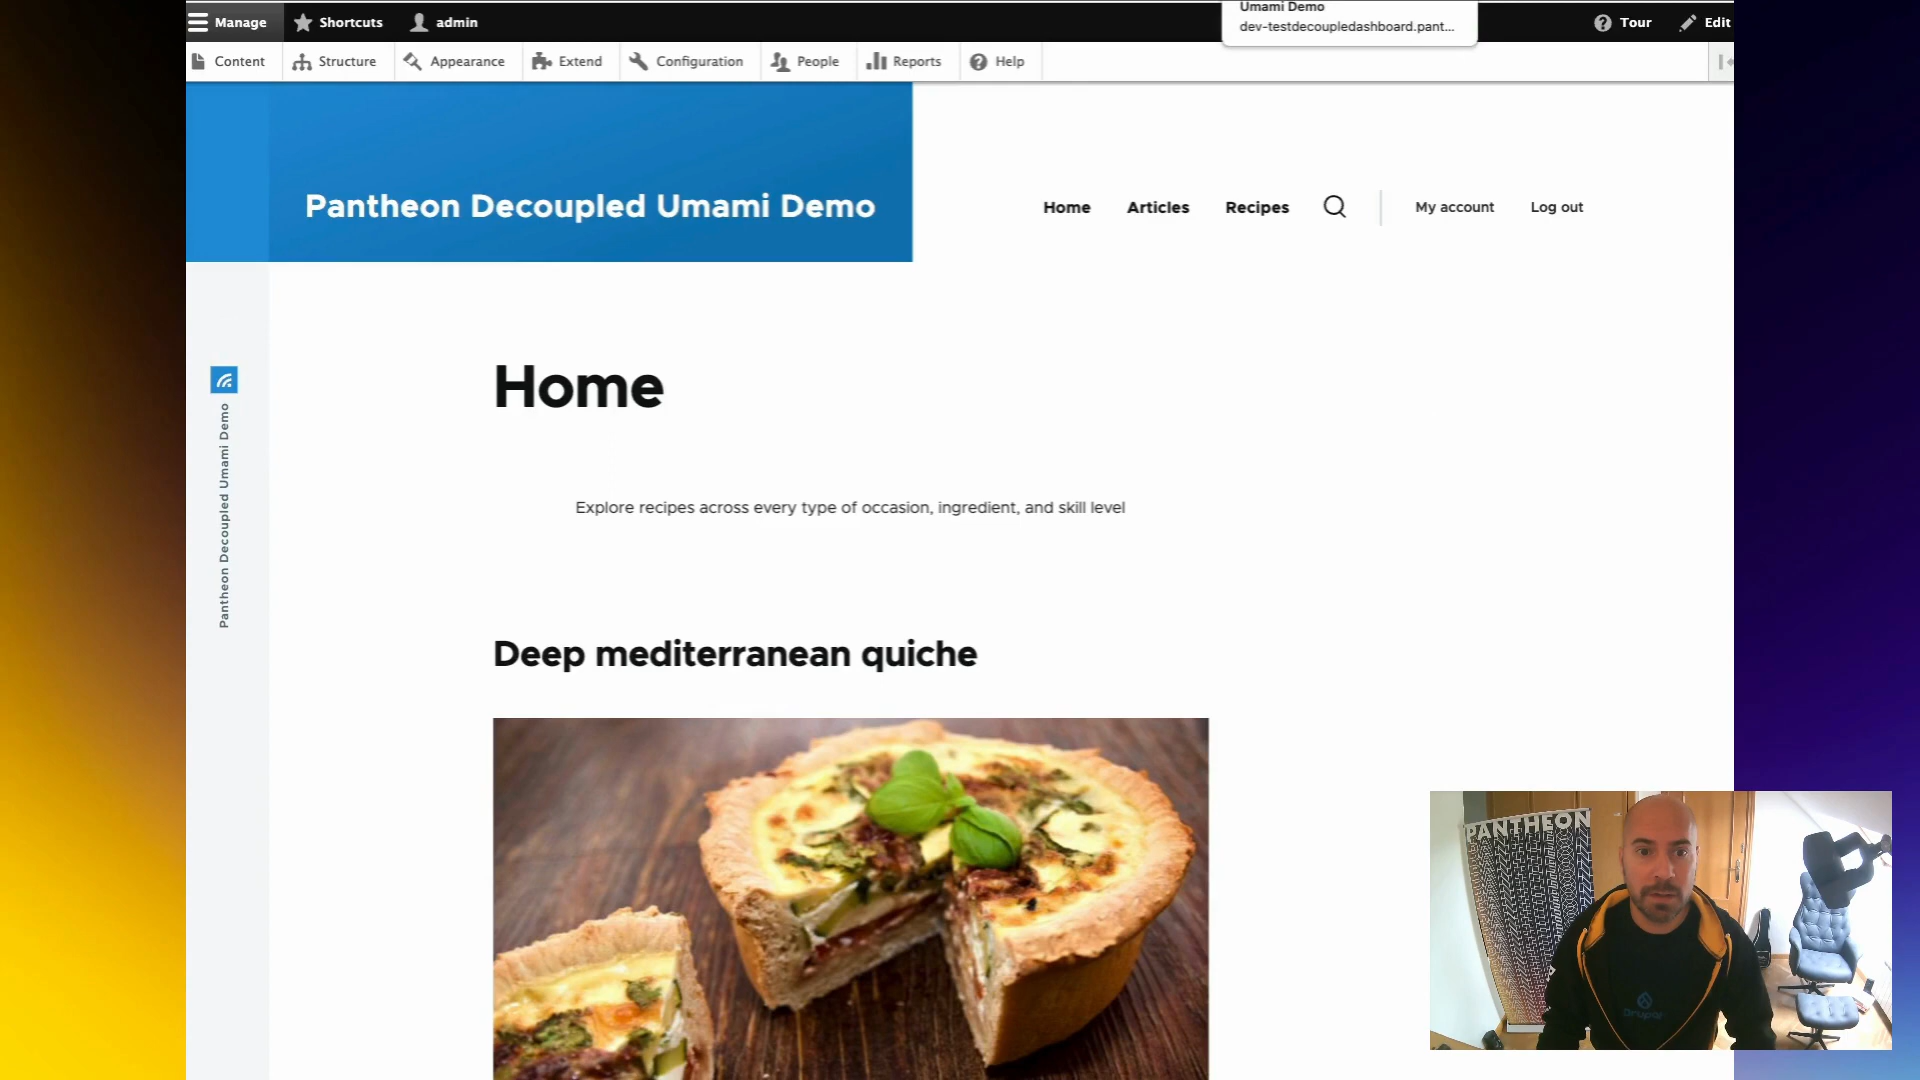 Umami Demo
Manage Shortcuts admin dev-testdecoupledashboard.pant... Tour Edit
Content Structure Appearance Extend Configuration People Reports Help
Pantheon Decoupled Umami Demo
Home Articles Recipes My account Log out
Home
Pantheon Decoupled Umami Demo
Explore recipes across every type of occasion, ingredient, and skill level
Deep mediterranean quiche
PANTHEON
Drupal